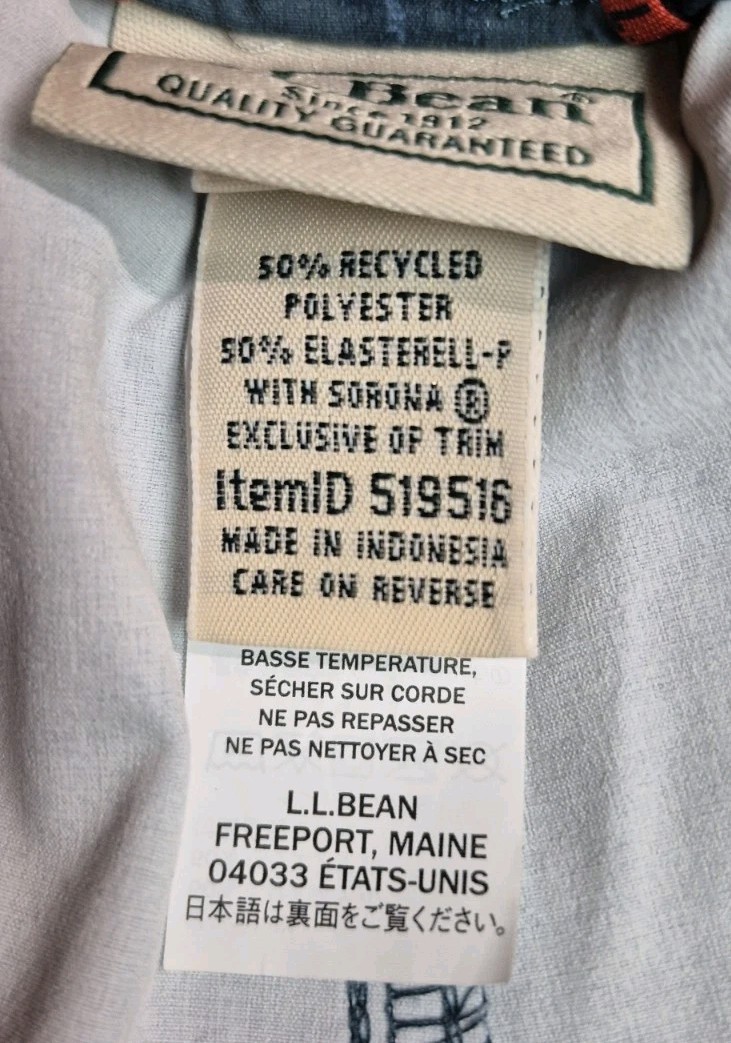 Bean®
Since 1912
QUALITY GUARANTEED
50% RECYCLED
POLYESTER
50% ELASTERELL-P
WITH SORONA ®
EXCLUSIVE OF TRIM
ItemID 519516
MADE IN INDONESIA
CARE ON REVERSE
BASSE TEMPERATURE,
SÉCHER SUR CORDE
NE PAS REPASSER
NE PAS NETTOYER À SEC
L.L.BEAN
FREEPORT, MAINE
04033 ÉTATS-UNIS
日本語は裏面をご覧ください。